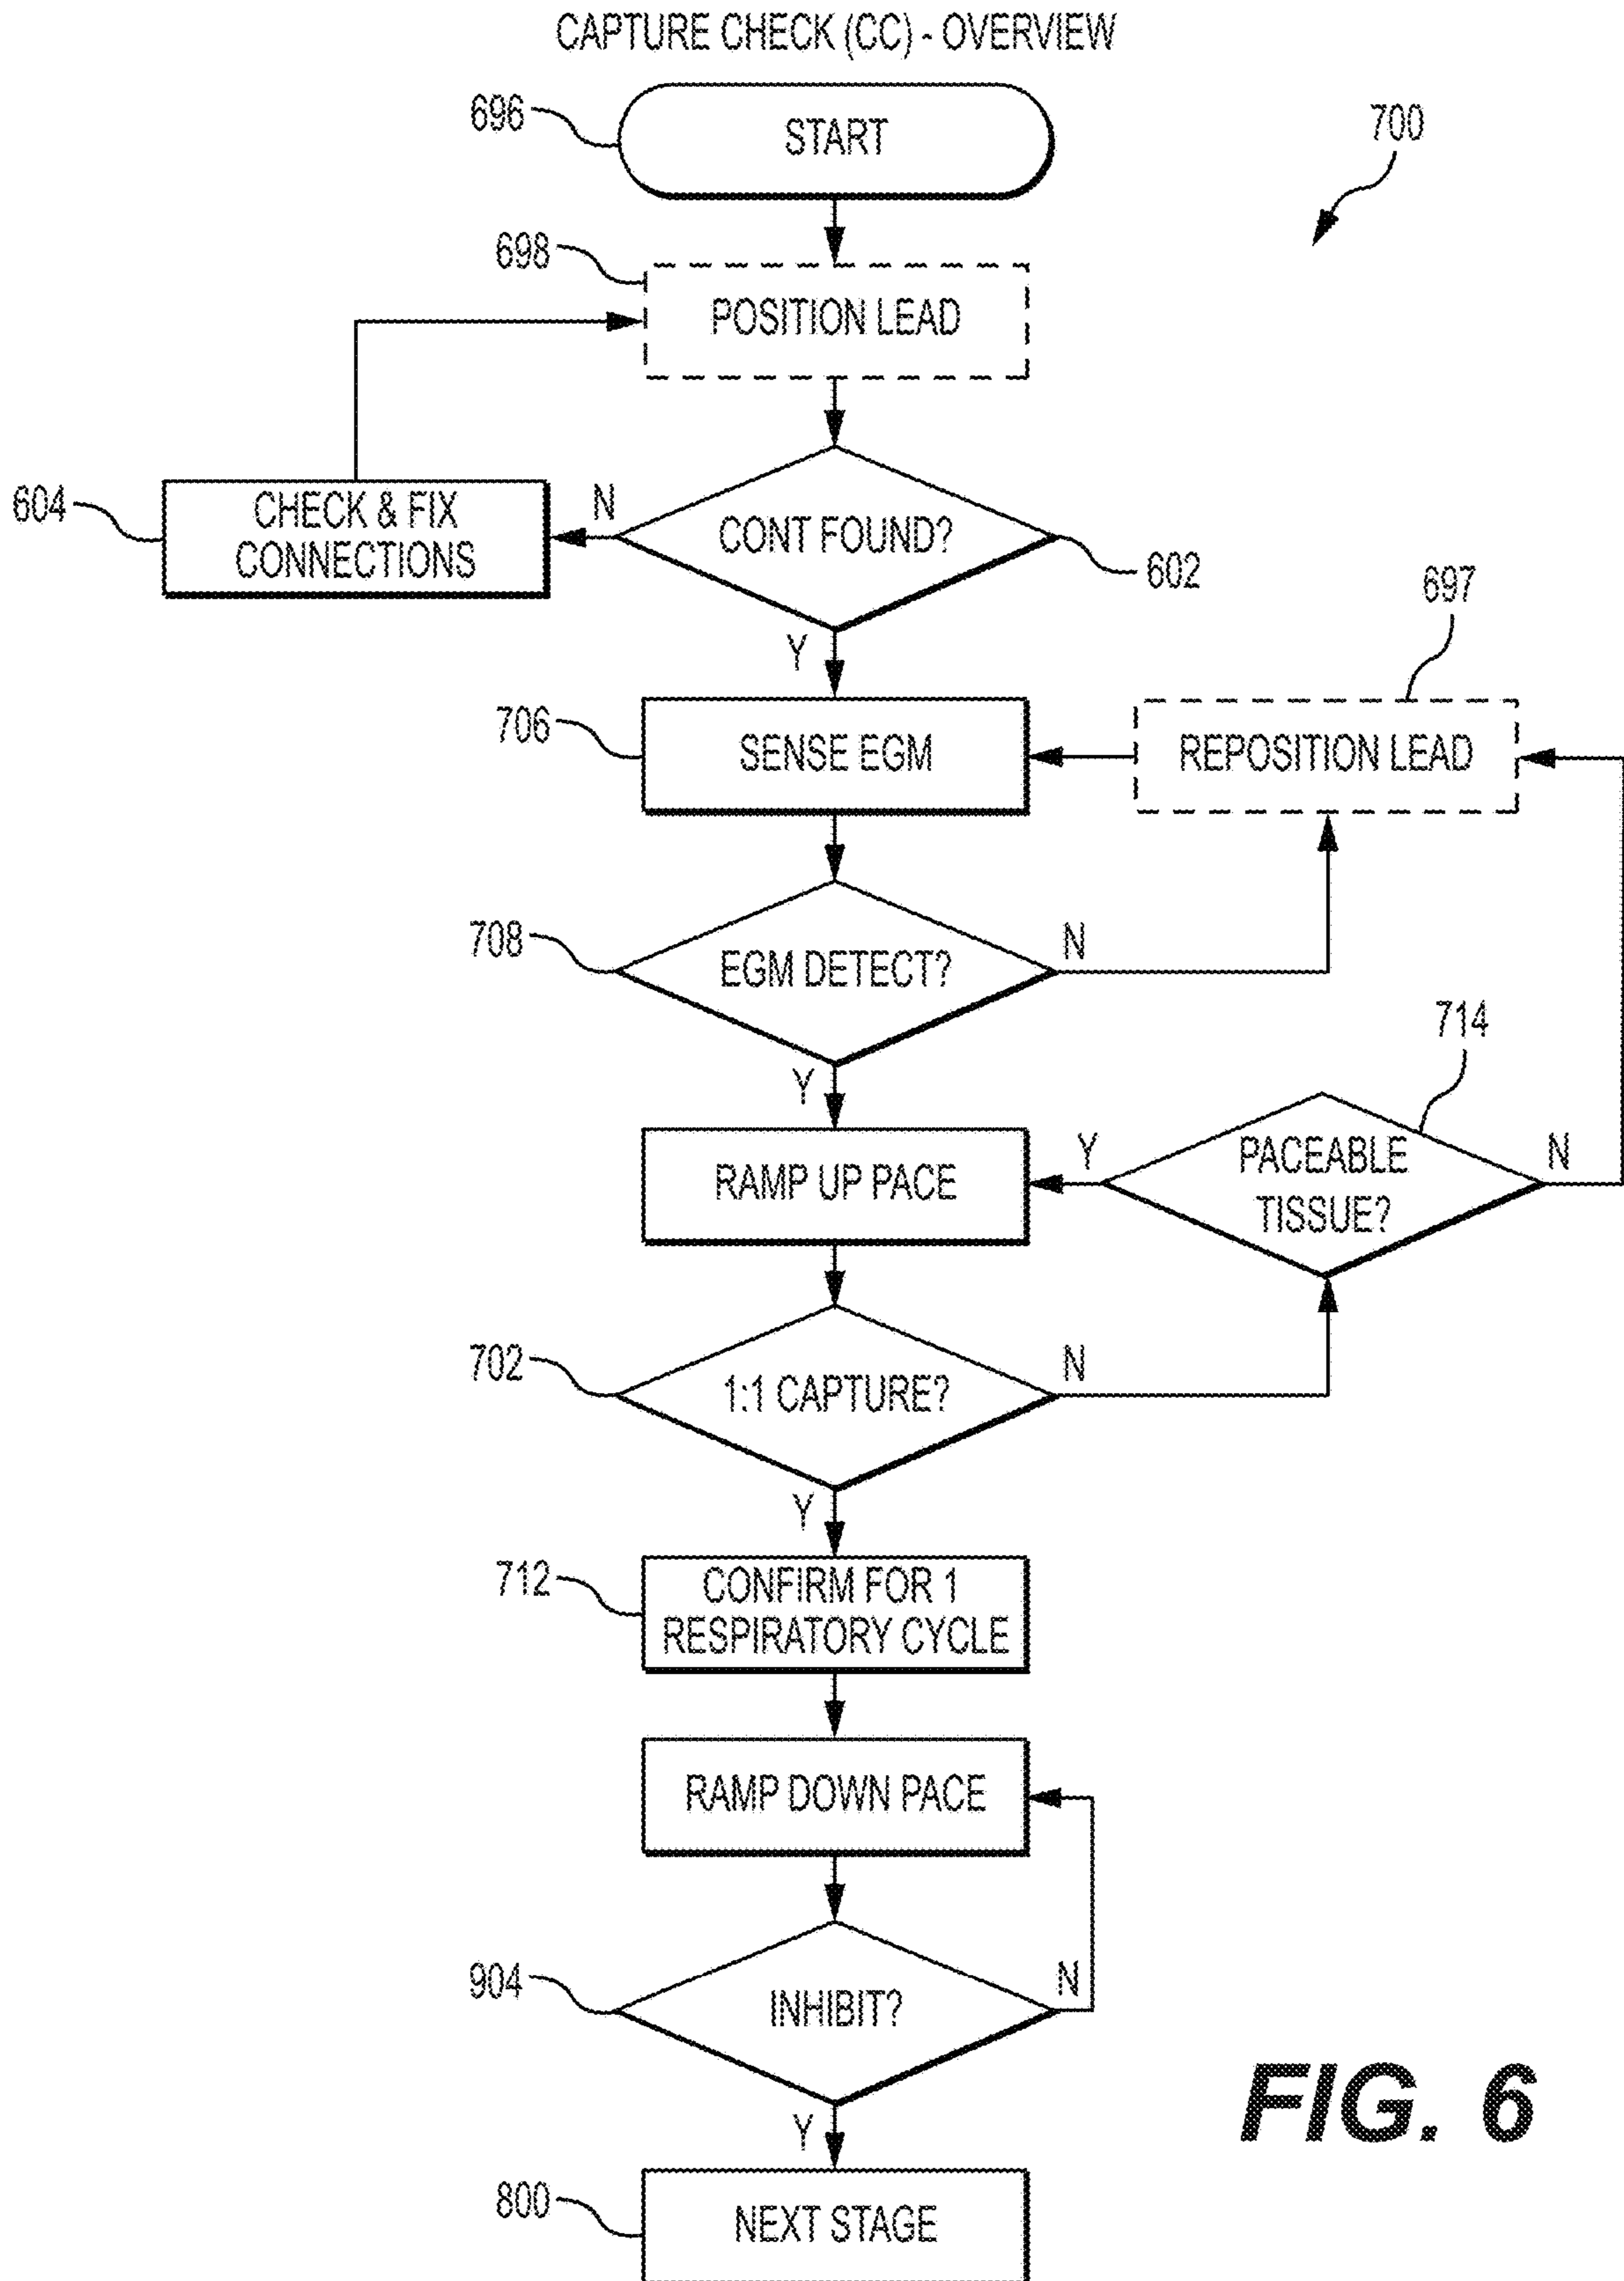 CAPTURE CHECK (CC) - OVERVIEW
696
START
700
698
POSITION LEAD
604
CHECK & FIX
CONNECTIONS
N
CONT FOUND?
602
Y
697
706
SENSE EGM
REPOSITION LEAD
708
EGM DETECT?
N
Y
714
RAMP UP PACE
Y
PACEABLE
TISSUE?
N
702
1:1 CAPTURE?
N
Y
712
CONFIRM FOR 1
RESPIRATORY CYCLE
RAMP DOWN PACE
904
INHIBIT?
N
Y
800
NEXT STAGE
FIG. 6